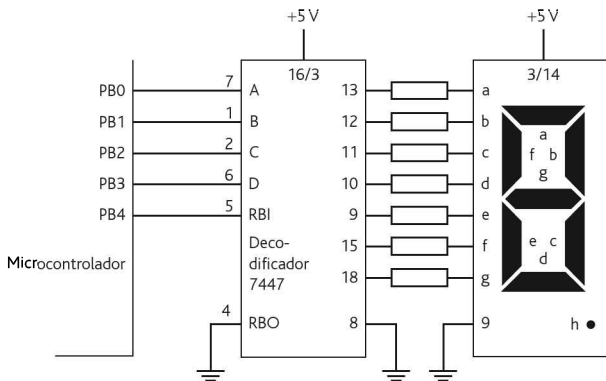 +5 V +5 V
16/3 3/14
PB0 7 A 13 a
PB1 1 B 12 b
PB2 2 C 11 c
PB3 6 D 10 d
PB4 5 RBI 9 e
Deco-
dificador
7447
15 f
18 g
Microcontrolador
4 RBO 8 9 h
a
f b
g
e c
d